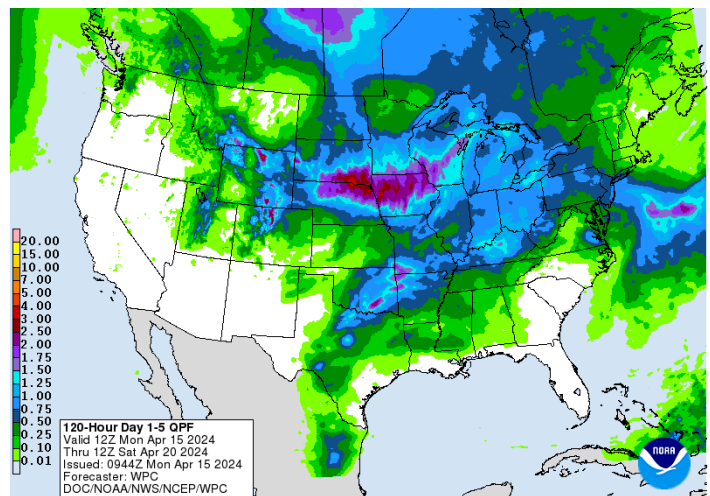 20.00
15.00
10.00
7.00
5.00
4.00
3.00
2.50
2.00
1.75
1.50
1.25
1.00
0.75
0.50
0.25
0.10
0.01
120-Hour Day 1-5 QPF
Valid 12Z Mon Apr 15 2024
Thru 12Z Sat Apr 20 2024
Issued: 0944Z Mon Apr 15 2024
Forecaster: WPC
DOC/NOAA/NWS/NCEP/WPC
NOAA